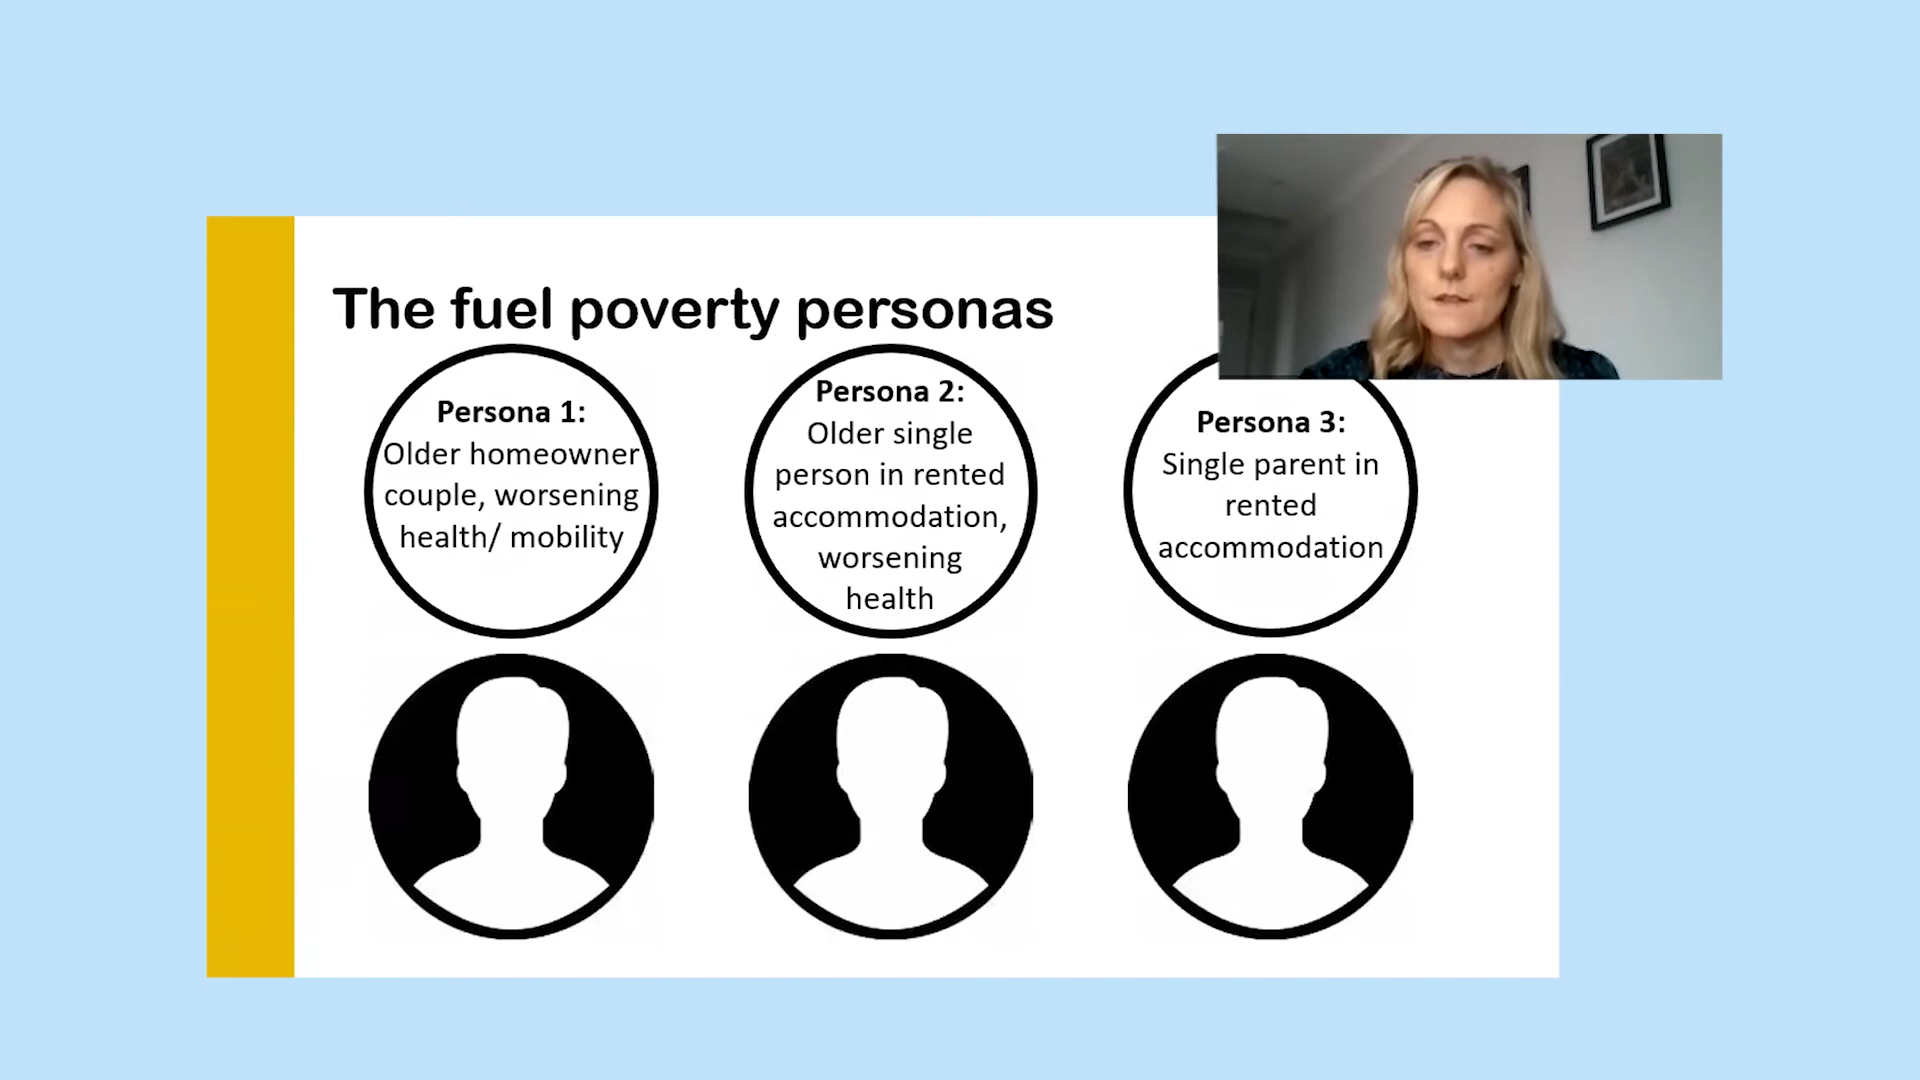 The fuel poverty personas
Persona 1:
Older homeowner
couple, worsening
health/ mobility
Persona 2:
Older single
person in rented
accommodation,
worsening
health
Persona 3:
Single parent in
rented
accommodation